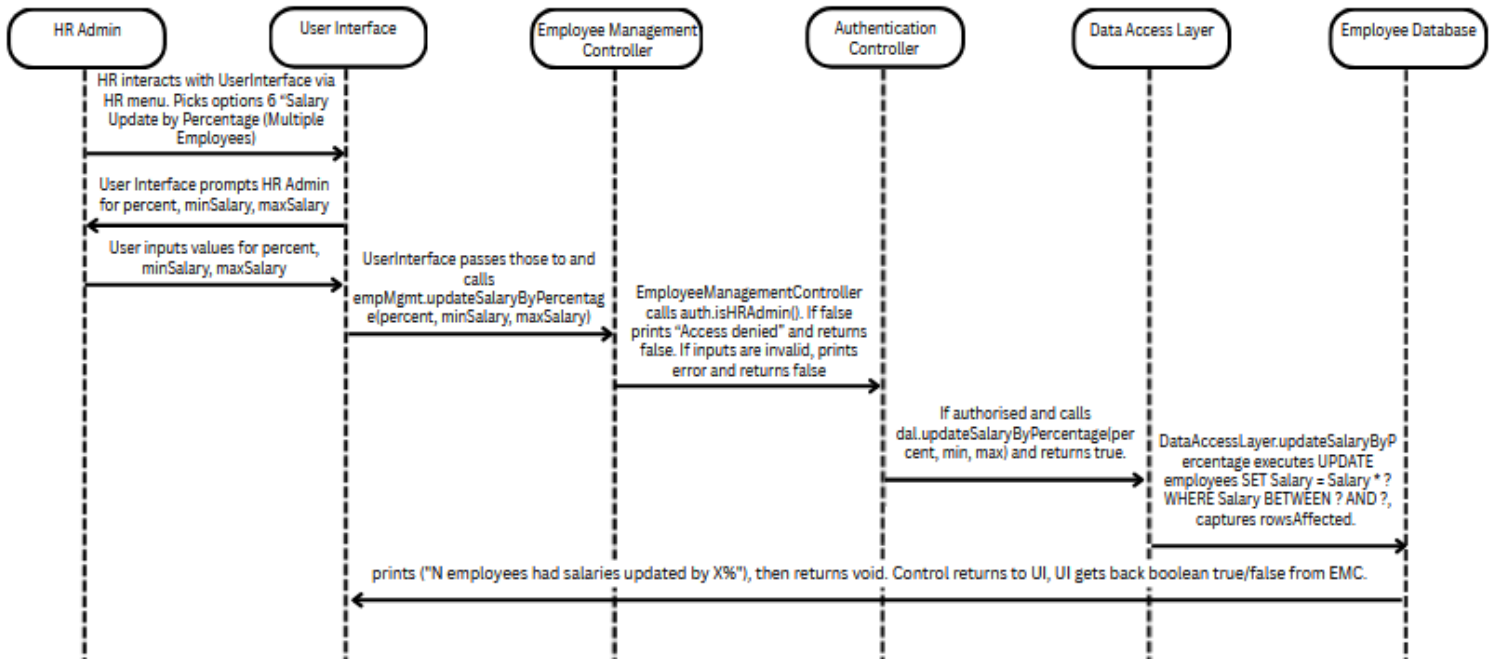 HR Admin
User Interface
Employee Management
Controller
Authentication
Controller
Data Access Layer
Employee Database
HR interacts with UserInterface via
HR menu. Picks options 6 “Salary
Update by Percentage (Multiple
Employees)
User Interface prompts HR Admin
for percent, minSalary, maxSalary
User inputs values for percent,
minSalary, maxSalary
UserInterface passes those to and
calls
empMgmt.updateSalaryByPercentag
e(percent, minSalary, maxSalary)
EmployeeManagementController
calls auth.isHRAdmin(). If false
prints “Access denied” and returns
false. If inputs are invalid, prints
error and returns false
If authorised and calls
dal.updateSalaryByPercentage(per
cent, min, max) and returns true.
DataAccessLayer.updateSalaryByP
ercentage executes UPDATE
employees SET Salary = Salary * ?
WHERE Salary BETWEEN ? AND ?,
captures rowsAffected.
prints ("N employees had salaries updated by X%"), then returns void. Control returns to UI, UI gets back boolean true/false from EMC.